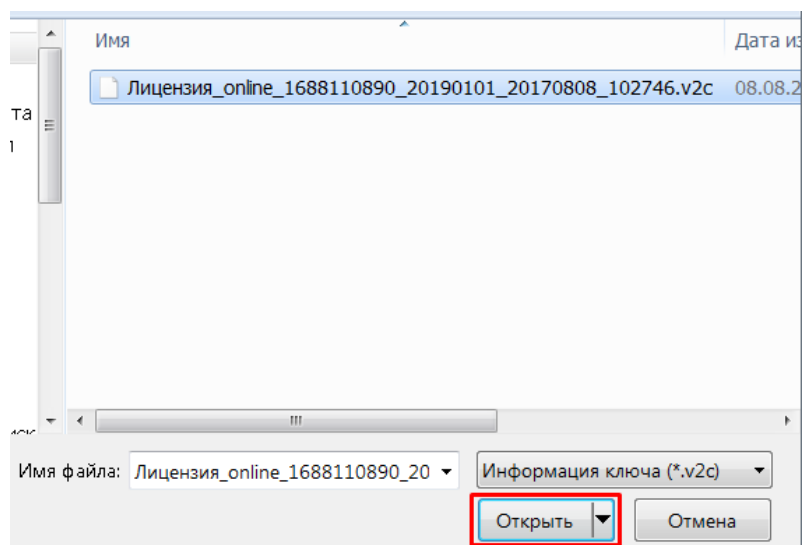 Имя Дата из
Лицензия_online_1688110890_20190101_20170808_102746.v2c 08.08.2
та
Имя файла: Лицензия_online_1688110890_20 Информация ключа (*.v2c)
Открыть Отмена